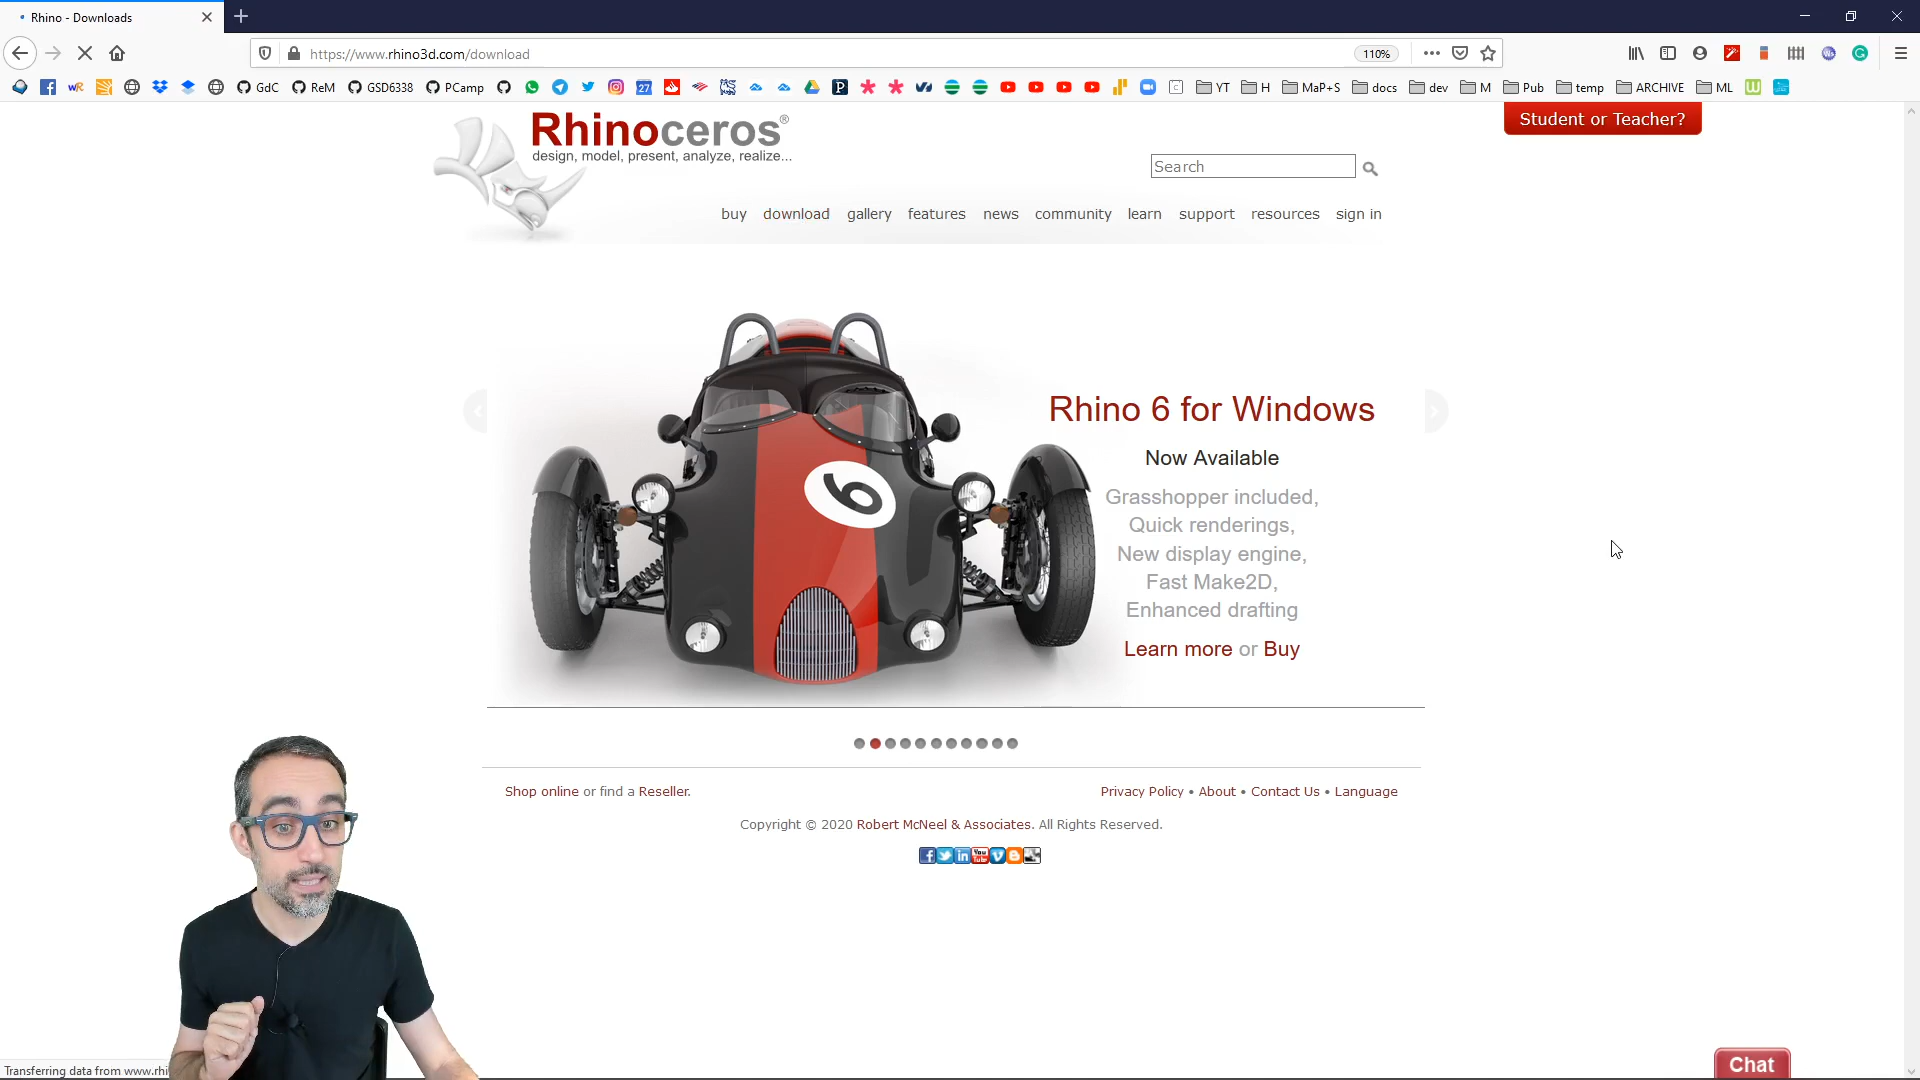 Rhino - Downloads
https://www.rhino3d.com/download
110%
GdC
ReM
GSD6338
PCamp
27
P
YT
H
MaP+S
docs
dev
M
Pub
temp
ARCHIVE
ML
Rhinoceros®
design, model, present, analyze, realize...
Student or Teacher?
Search
buy download gallery features news community learn support resources sign in
6
Rhino 6 for Windows
Now Available
Grasshopper included,
Quick renderings,
New display engine,
Fast Make2D,
Enhanced drafting
Learn more or Buy
Shop online or find a Reseller.
Privacy Policy • About • Contact Us • Language
Copyright © 2020 Robert McNeel & Associates. All Rights Reserved.
Chat
Transferring data from www.rhi